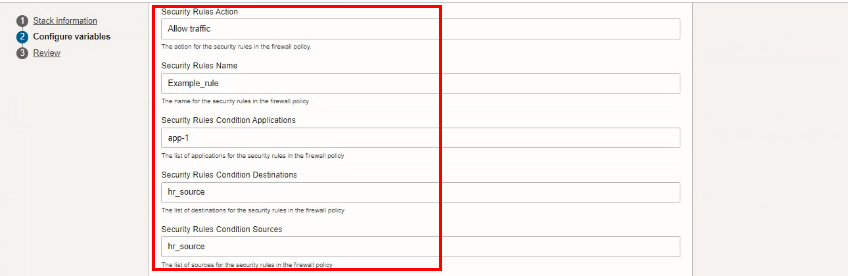 1 Stack information
2 Configure variables
3 Review
Security Rules Action
Allow traffic
The action for the security rules in the firewall policy.
Security Rules Name
Example_rule
The name for the security rules in the firewall policy
Security Rules Condition Applications
app-1
The list of applications for the security rules in the firewall policy
Security Rules Condition Destinations
hr_source
The list of destinations for the security rules in the firewall policy
Security Rules Condition Sources
hr_source
The list of sources for the security rules in the firewall policy